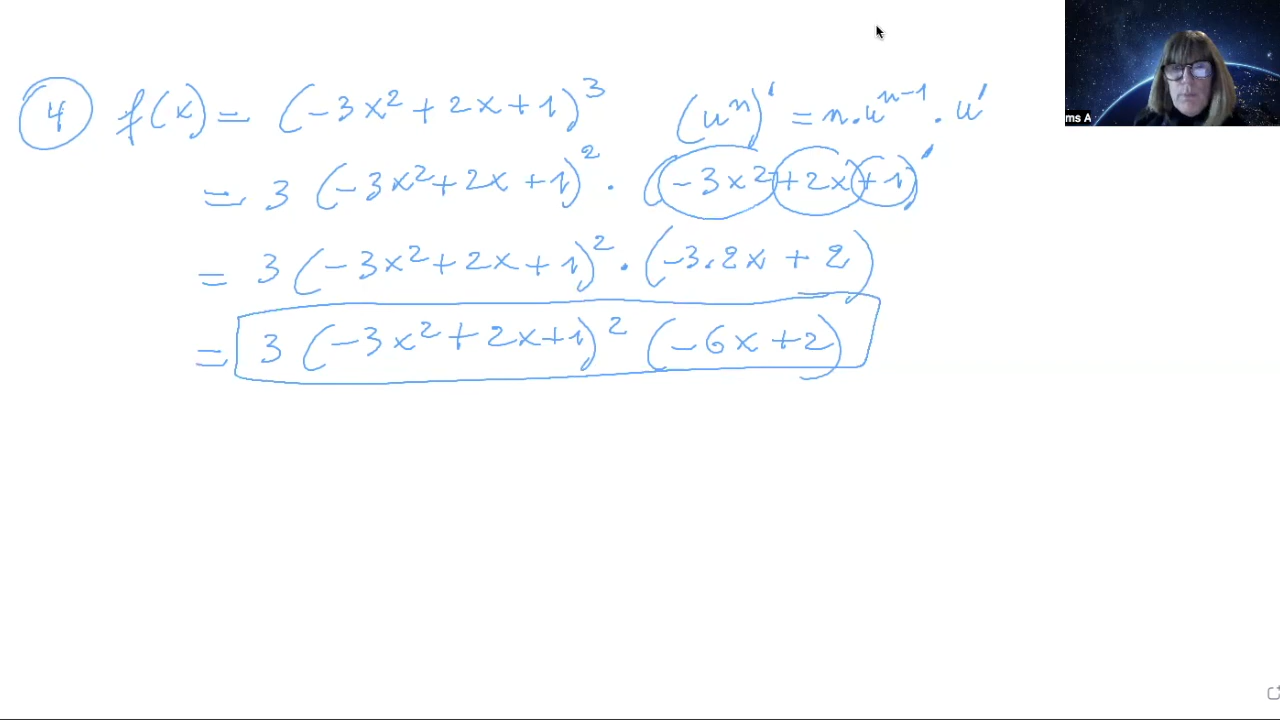 4 f(x) = (-3x² + 2x + 1)³ (uⁿ)' = n.uⁿ⁻¹ . u'
= 3 (-3x² + 2x + 1)² . (-3x² + 2x + 1)'
= 3 (-3x² + 2x + 1)² . (-3.2x + 2)
= 3 (-3x² + 2x + 1)² (-6x + 2)
ms A